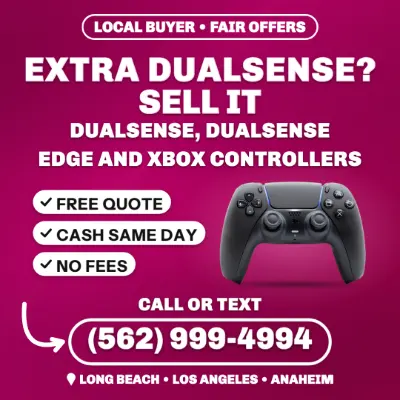 LOCAL BUYER • FAIR OFFERS
EXTRA DUALSENSE?
SELL IT
DUALSENSE, DUALSENSE
EDGE AND XBOX CONTROLLERS
FREE QUOTE
CASH SAME DAY
NO FEES
CALL OR TEXT
(562) 999-4994
LONG BEACH • LOS ANGELES • ANAHEIM